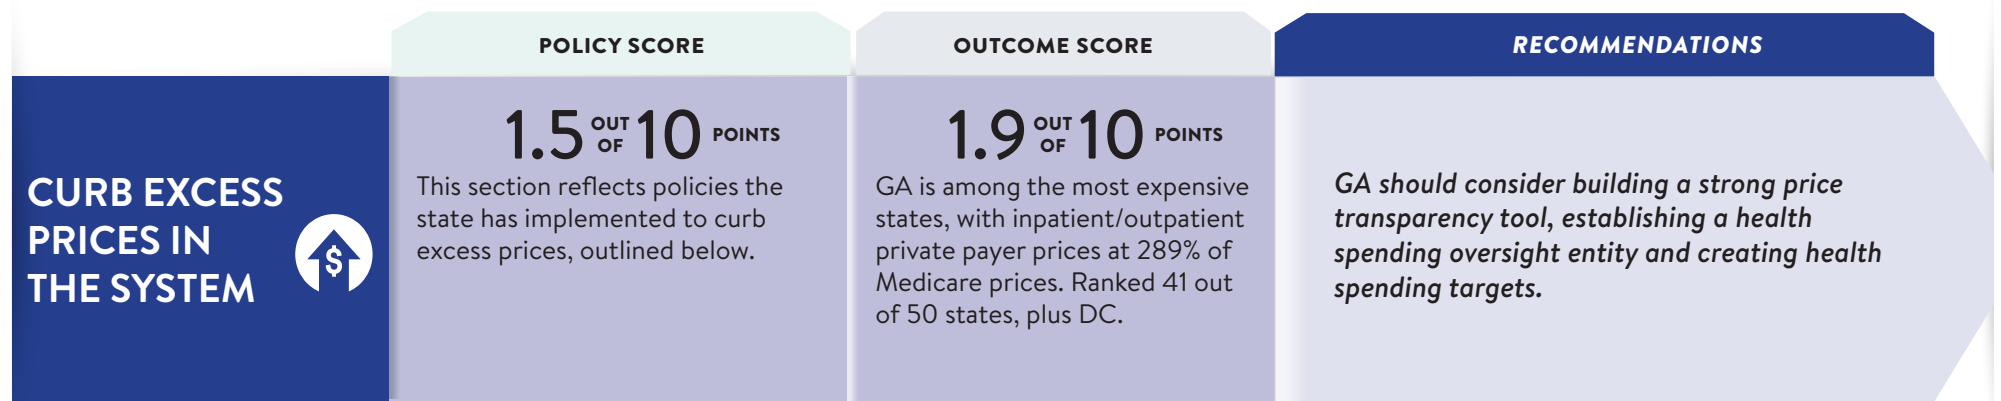 POLICY SCORE
OUTCOME SCORE
RECOMMENDATIONS
CURB EXCESS
PRICES IN
THE SYSTEM
$
1.5 OUT OF 10 POINTS
This section reflects policies the
state has implemented to curb
excess prices, outlined below.
1.9 OUT OF 10 POINTS
GA is among the most expensive
states, with inpatient/outpatient
private payer prices at 289% of
Medicare prices. Ranked 41 out
of 50 states, plus DC.
GA should consider building a strong price
transparency tool, establishing a health
spending oversight entity and creating health
spending targets.